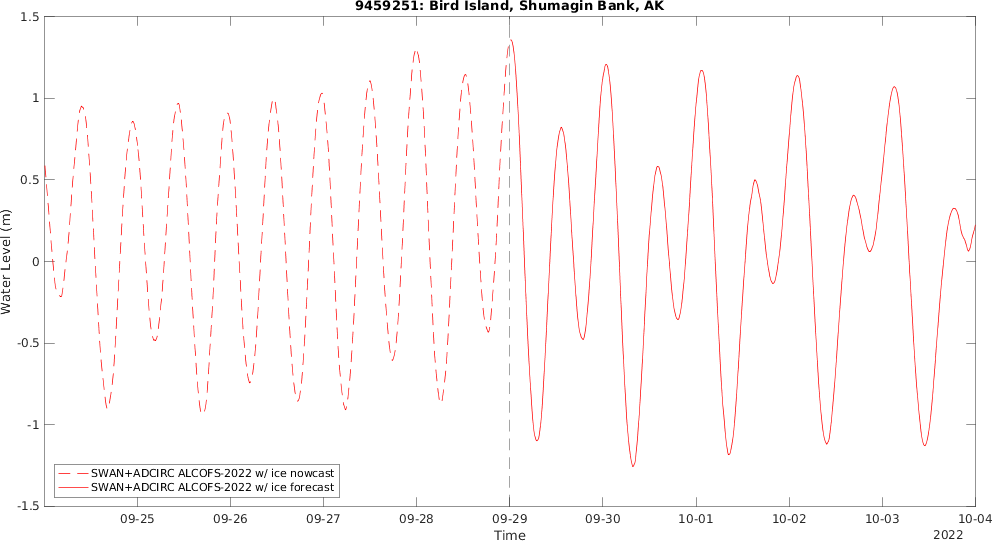 9459251: Bird Island, Shumagin Bank, AK
1.5
1
0.5
0
-0.5
-1
-1.5
Water Level (m)
SWAN+ADCIRC ALCOFS-2022 w/ ice nowcast
SWAN+ADCIRC ALCOFS-2022 w/ ice forecast
09-25 09-26 09-27 09-28 09-29 09-30 10-01 10-02 10-03 10-04
Time
2022